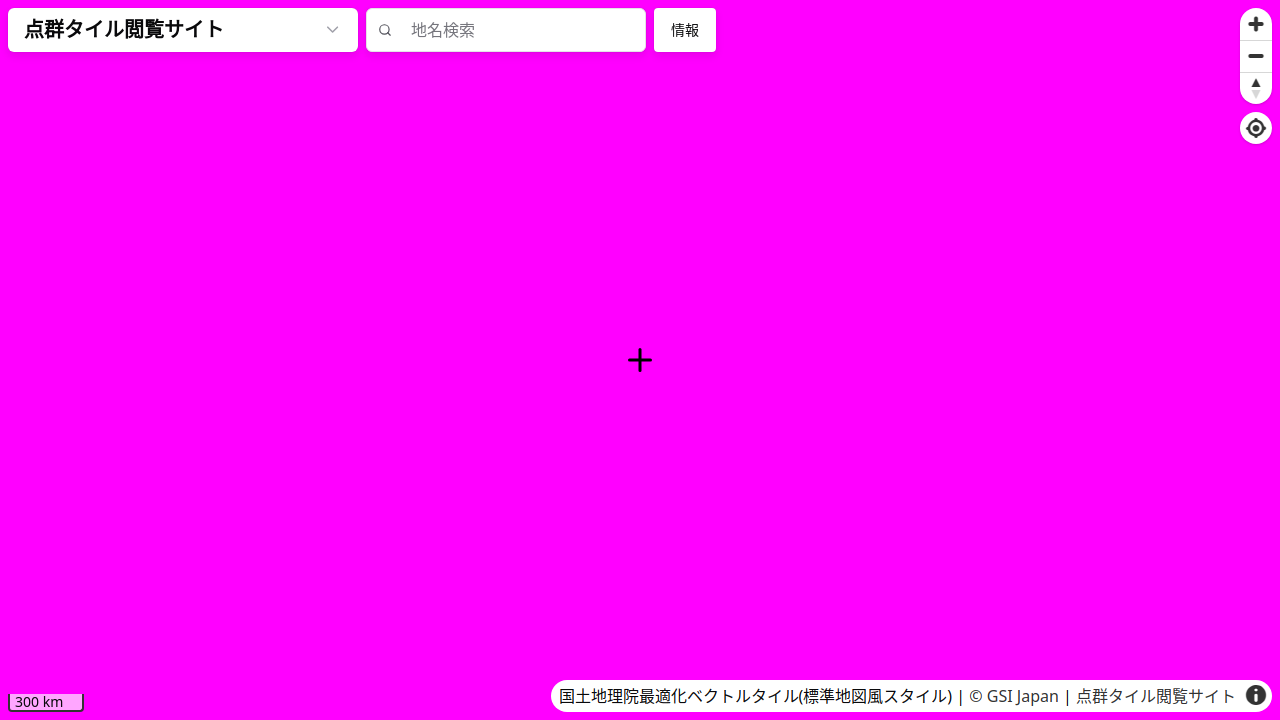 点群タイル閲覧サイト
地名検索
情報
300 km
国土地理院最適化ベクトルタイル(標準地図風スタイル) | © GSI Japan | 点群タイル閲覧サイト